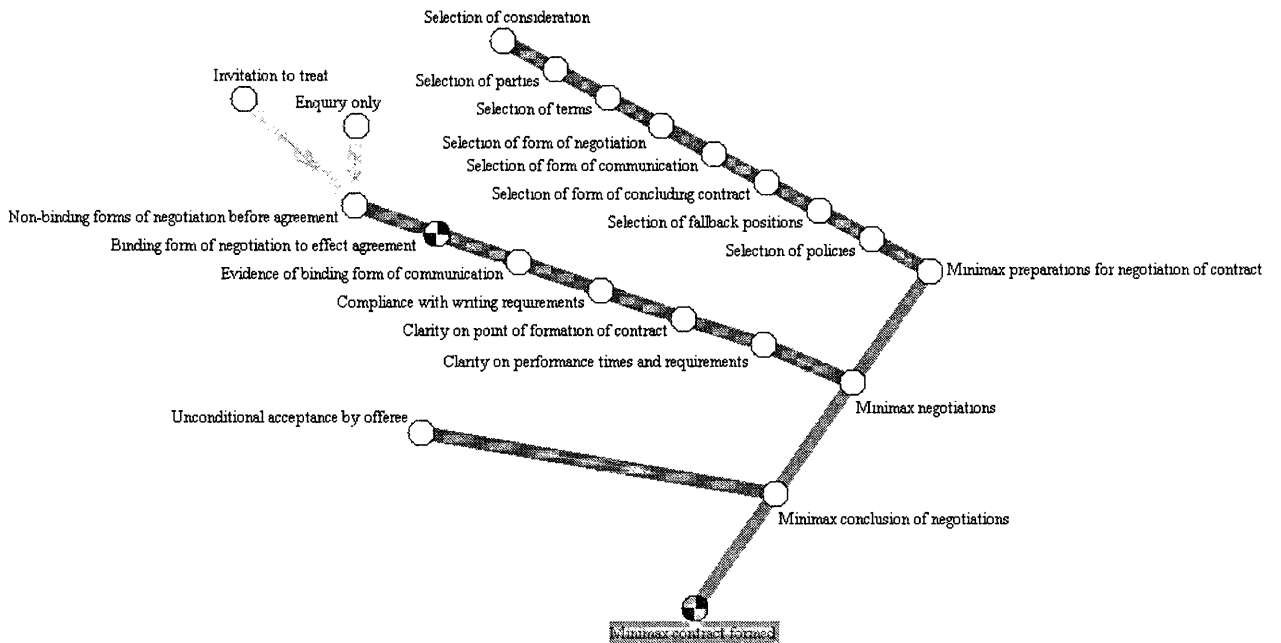 Selection of consideration
Invitation to treat
Selection of parties
Enquiry only
Selection of terms
Selection of form of negotiation
Selection of form of communication
Selection of form of concluding contract
Non-binding forms of negotiation before agreement
Selection of fallback positions
Binding form of negotiation to effect agreement
Selection of policies
Evidence of binding form of communication
Minimax preparations for negotiation of contract
Compliance with writing requirements
Clarity on point of formation of contract
Clarity on performance times and requirements
Minimax negotiations
Unconditional acceptance by offeree
Minimax conclusion of negotiations
Minimax contract formed